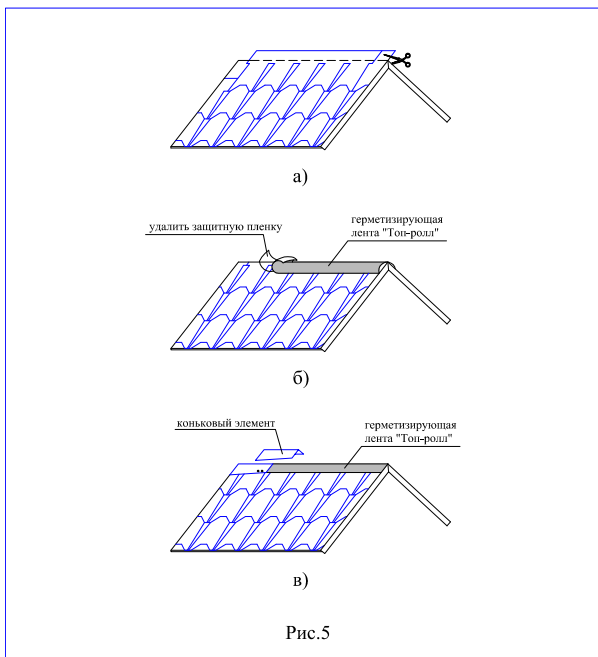 а)
удалить защитную пленку
герметизирующая
лента "Топ-ролл"
б)
коньковый элемент
герметизирующая
лента "Топ-ролл"
в)
Рис.5